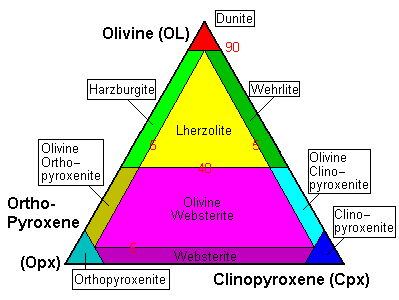 Dunite
Olivine (OL)
90
Harzburgite
Wehrlite
Lherzolite
5
5
Olivine
Ortho-
pyroxenite
40
Olivine
Clino-
pyroxenite
Ortho-
Pyroxene
Olivine
Websterite
Clino-
pyroxenite
5
Websterite
(Opx)
Orthopyroxenite
Clinopyroxene (Cpx)